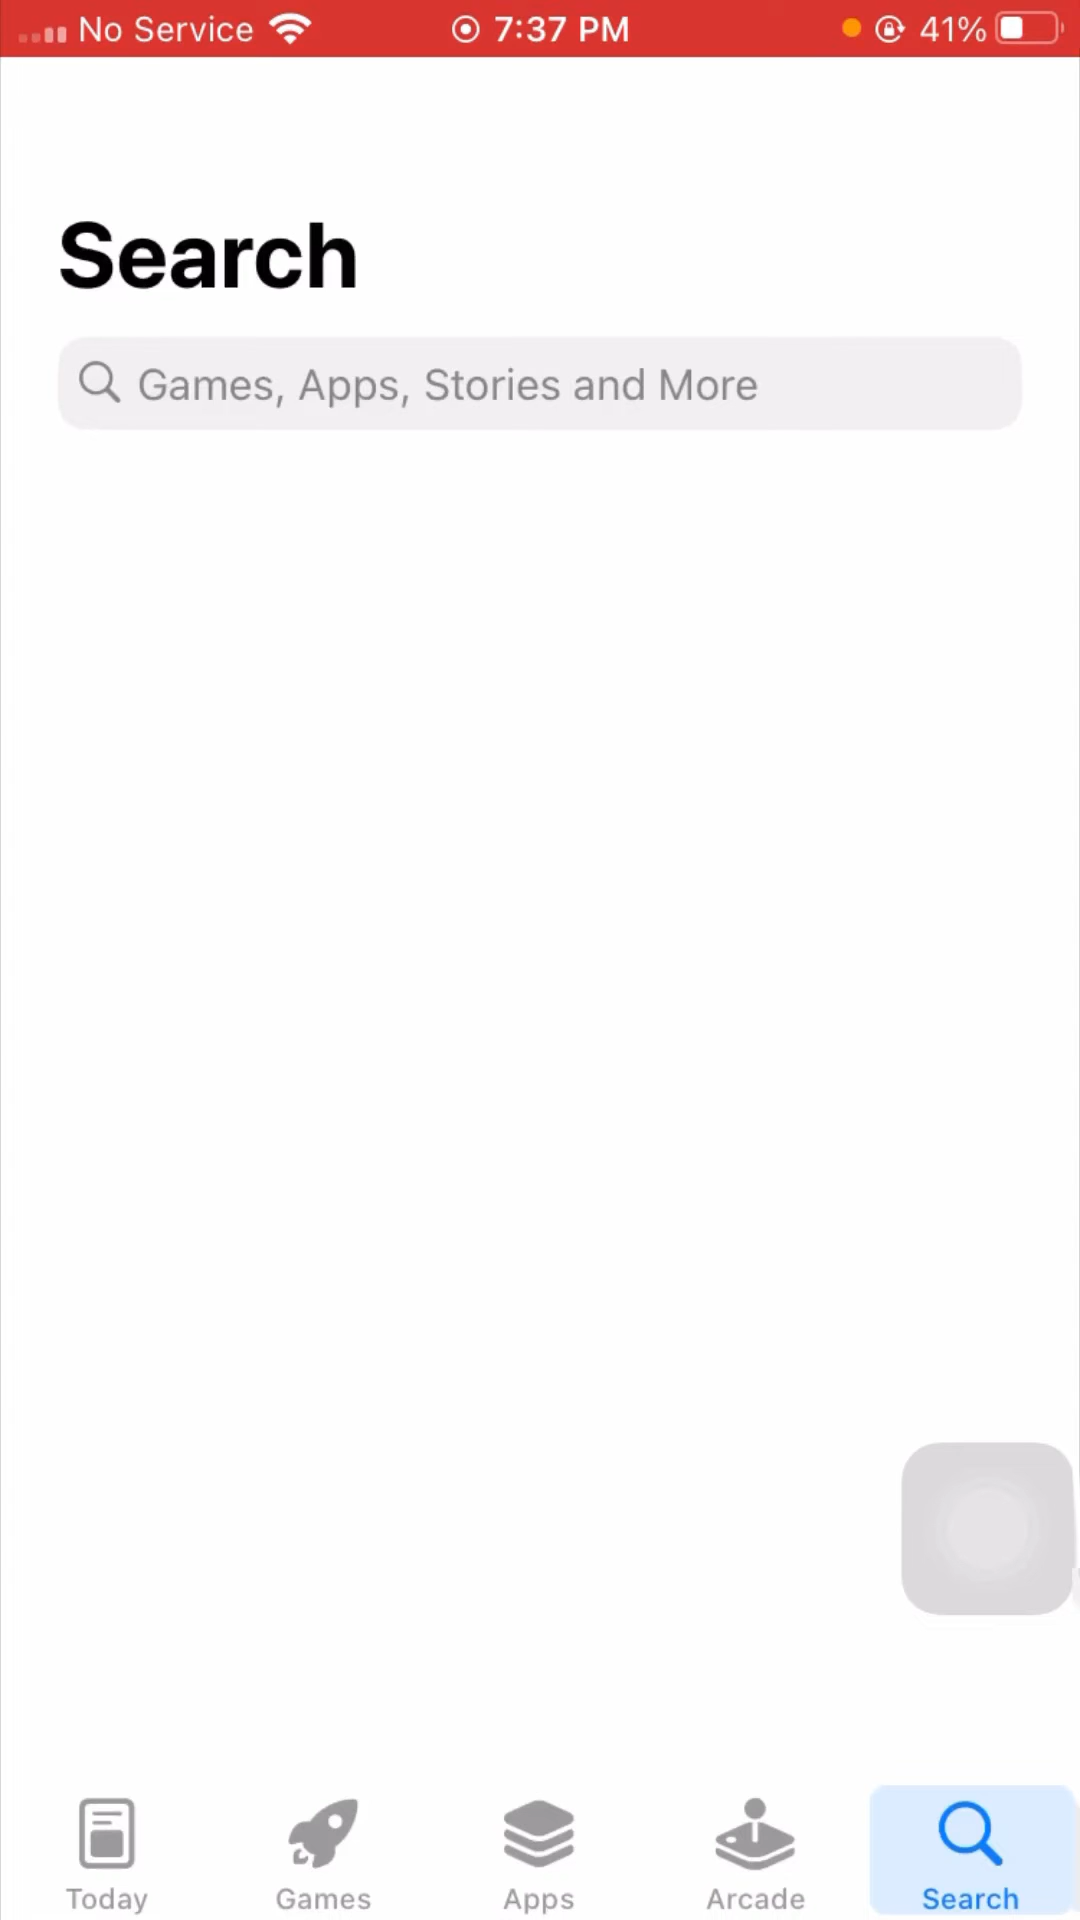 No Service 7:37 PM 41%
Search
Games, Apps, Stories and More
Today Games Apps Arcade Search